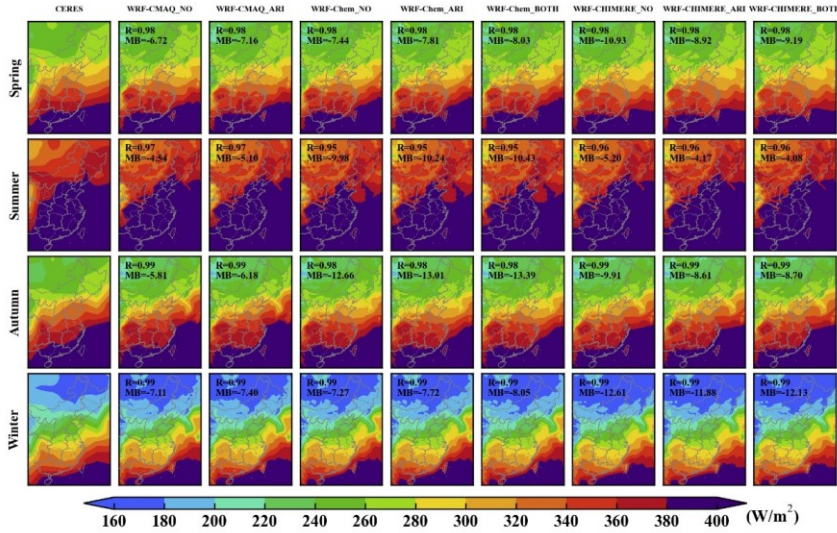 CERES WRF-CMAQ_NO WRF-CMAQ_ARI WRF-Chem_NO WRF-Chem_ARI WRF-Chem_BOTH WRF-CHIMERE_NO WRF-CHIMERE_ARI WRF-CHIMERE_BOTH
Spring
R=0.98 R=0.98 R=0.98 R=0.98 R=0.98 R=0.98 R=0.98 R=0.98
MB=-6.72 MB=-7.16 MB=-7.44 MB=-7.81 MB=-8.03 MB=-10.93 MB=-8.92 MB=-9.19
Summer
R=0.97 R=0.97 R=0.95 R=0.95 R=0.95 R=0.96 R=0.96 R=0.96
MB=-4.54 MB=-5.10 MB=-9.98 MB=-10.24 MB=-10.43 MB=-5.20 MB=-4.17 MB=-4.08
Autumn
R=0.99 R=0.99 R=0.98 R=0.98 R=0.98 R=0.99 R=0.99 R=0.99
MB=-5.81 MB=-6.18 MB=-12.66 MB=-13.01 MB=-13.39 MB=-9.91 MB=-8.61 MB=-8.70
Winter
R=0.99 R=0.99 R=0.99 R=0.99 R=0.99 R=0.99 R=0.99 R=0.99
MB=-7.11 MB=-7.40 MB=-7.27 MB=-7.72 MB=-8.05 MB=-12.61 MB=-11.88 MB=-12.13
160 180 200 220 240 260 280 300 320 340 360 380 400 (W/m²)